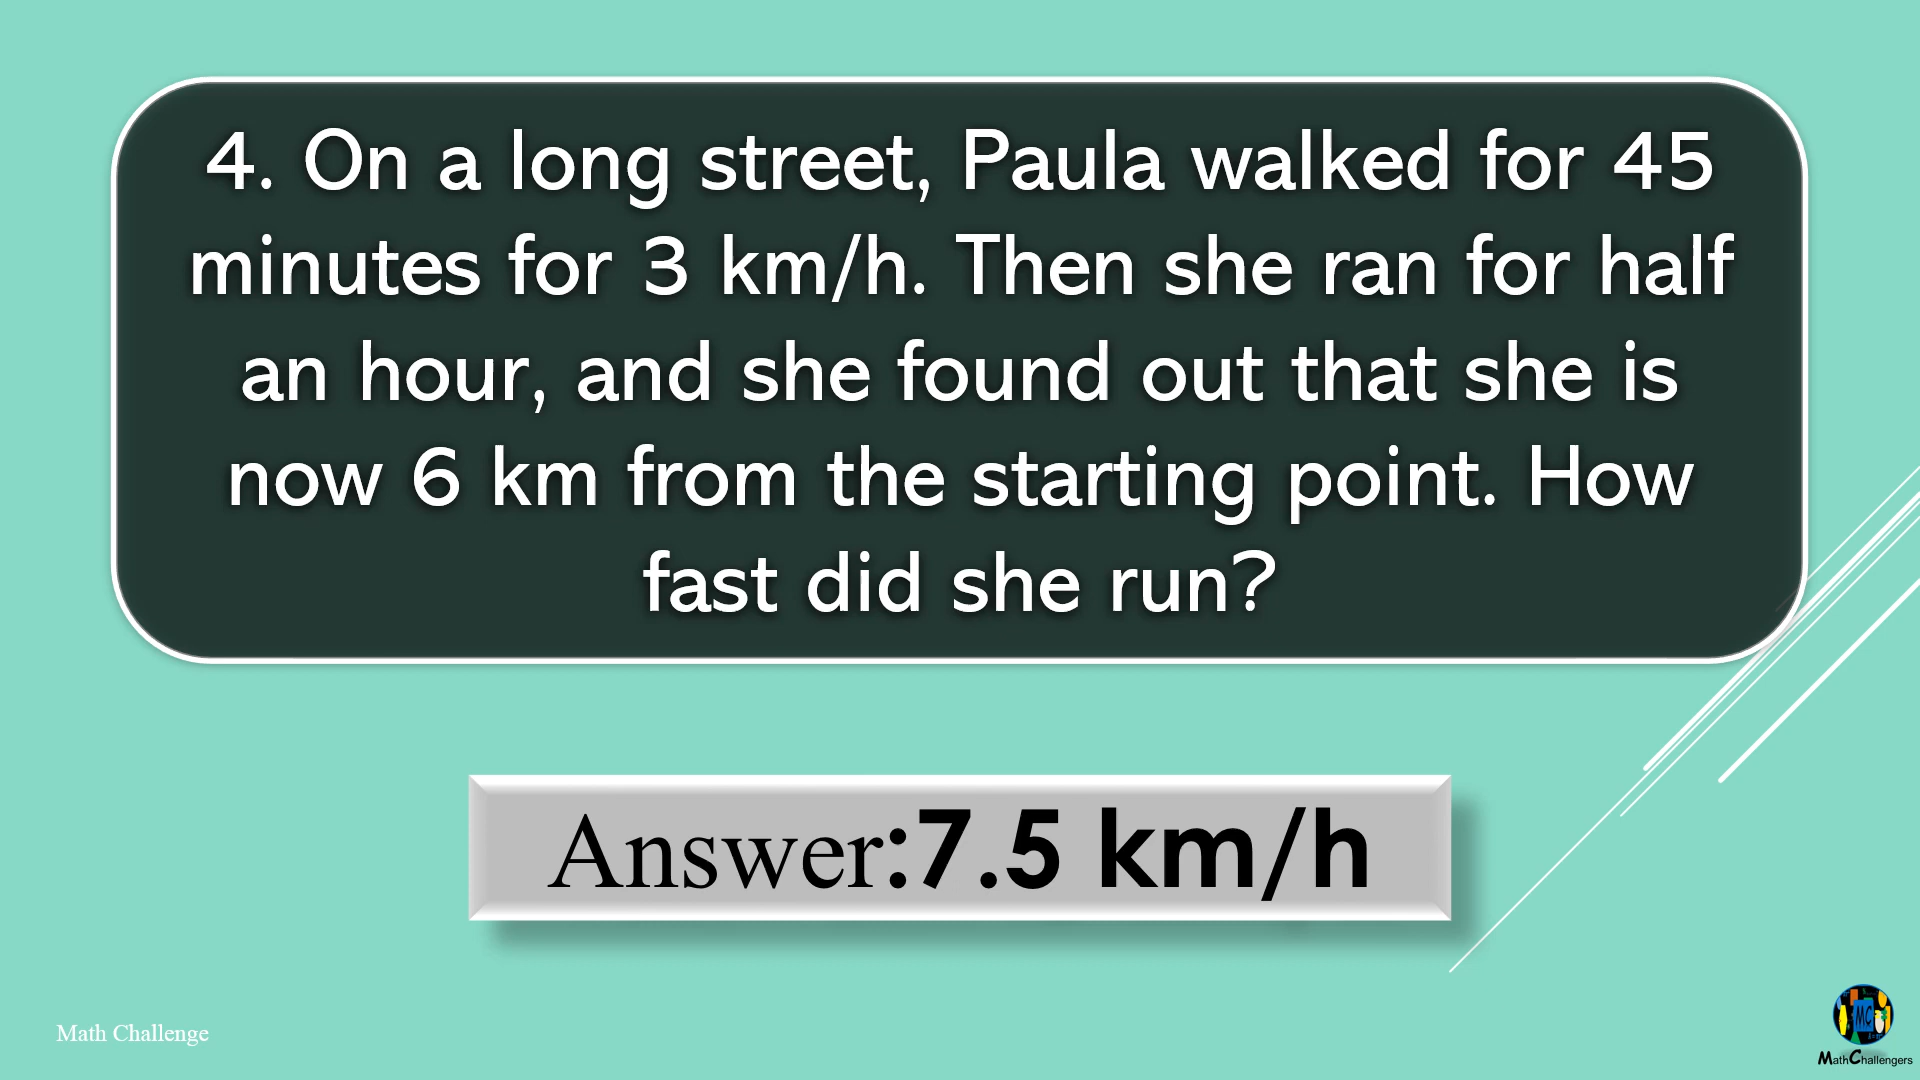 4. On a long street, Paula walked for 45
minutes for 3 km/h. Then she ran for half
an hour, and she found out that she is
now 6 km from the starting point. How
fast did she run?
Answer:7.5 km/h
Math Challenge
MC
MathChallengers